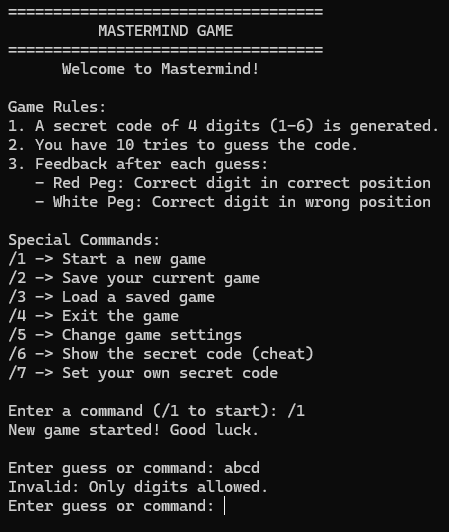 ===================================
MASTERMIND GAME
===================================
Welcome to Mastermind!
Game Rules:
1. A secret code of 4 digits (1-6) is generated.
2. You have 10 tries to guess the code.
3. Feedback after each guess:
- Red Peg: Correct digit in correct position
- White Peg: Correct digit in wrong position
Special Commands:
/1 -> Start a new game
/2 -> Save your current game
/3 -> Load a saved game
/4 -> Exit the game
/5 -> Change game settings
/6 -> Show the secret code (cheat)
/7 -> Set your own secret code
Enter a command (/1 to start): /1
New game started! Good luck.
Enter guess or command: abcd
Invalid: Only digits allowed.
Enter guess or command: